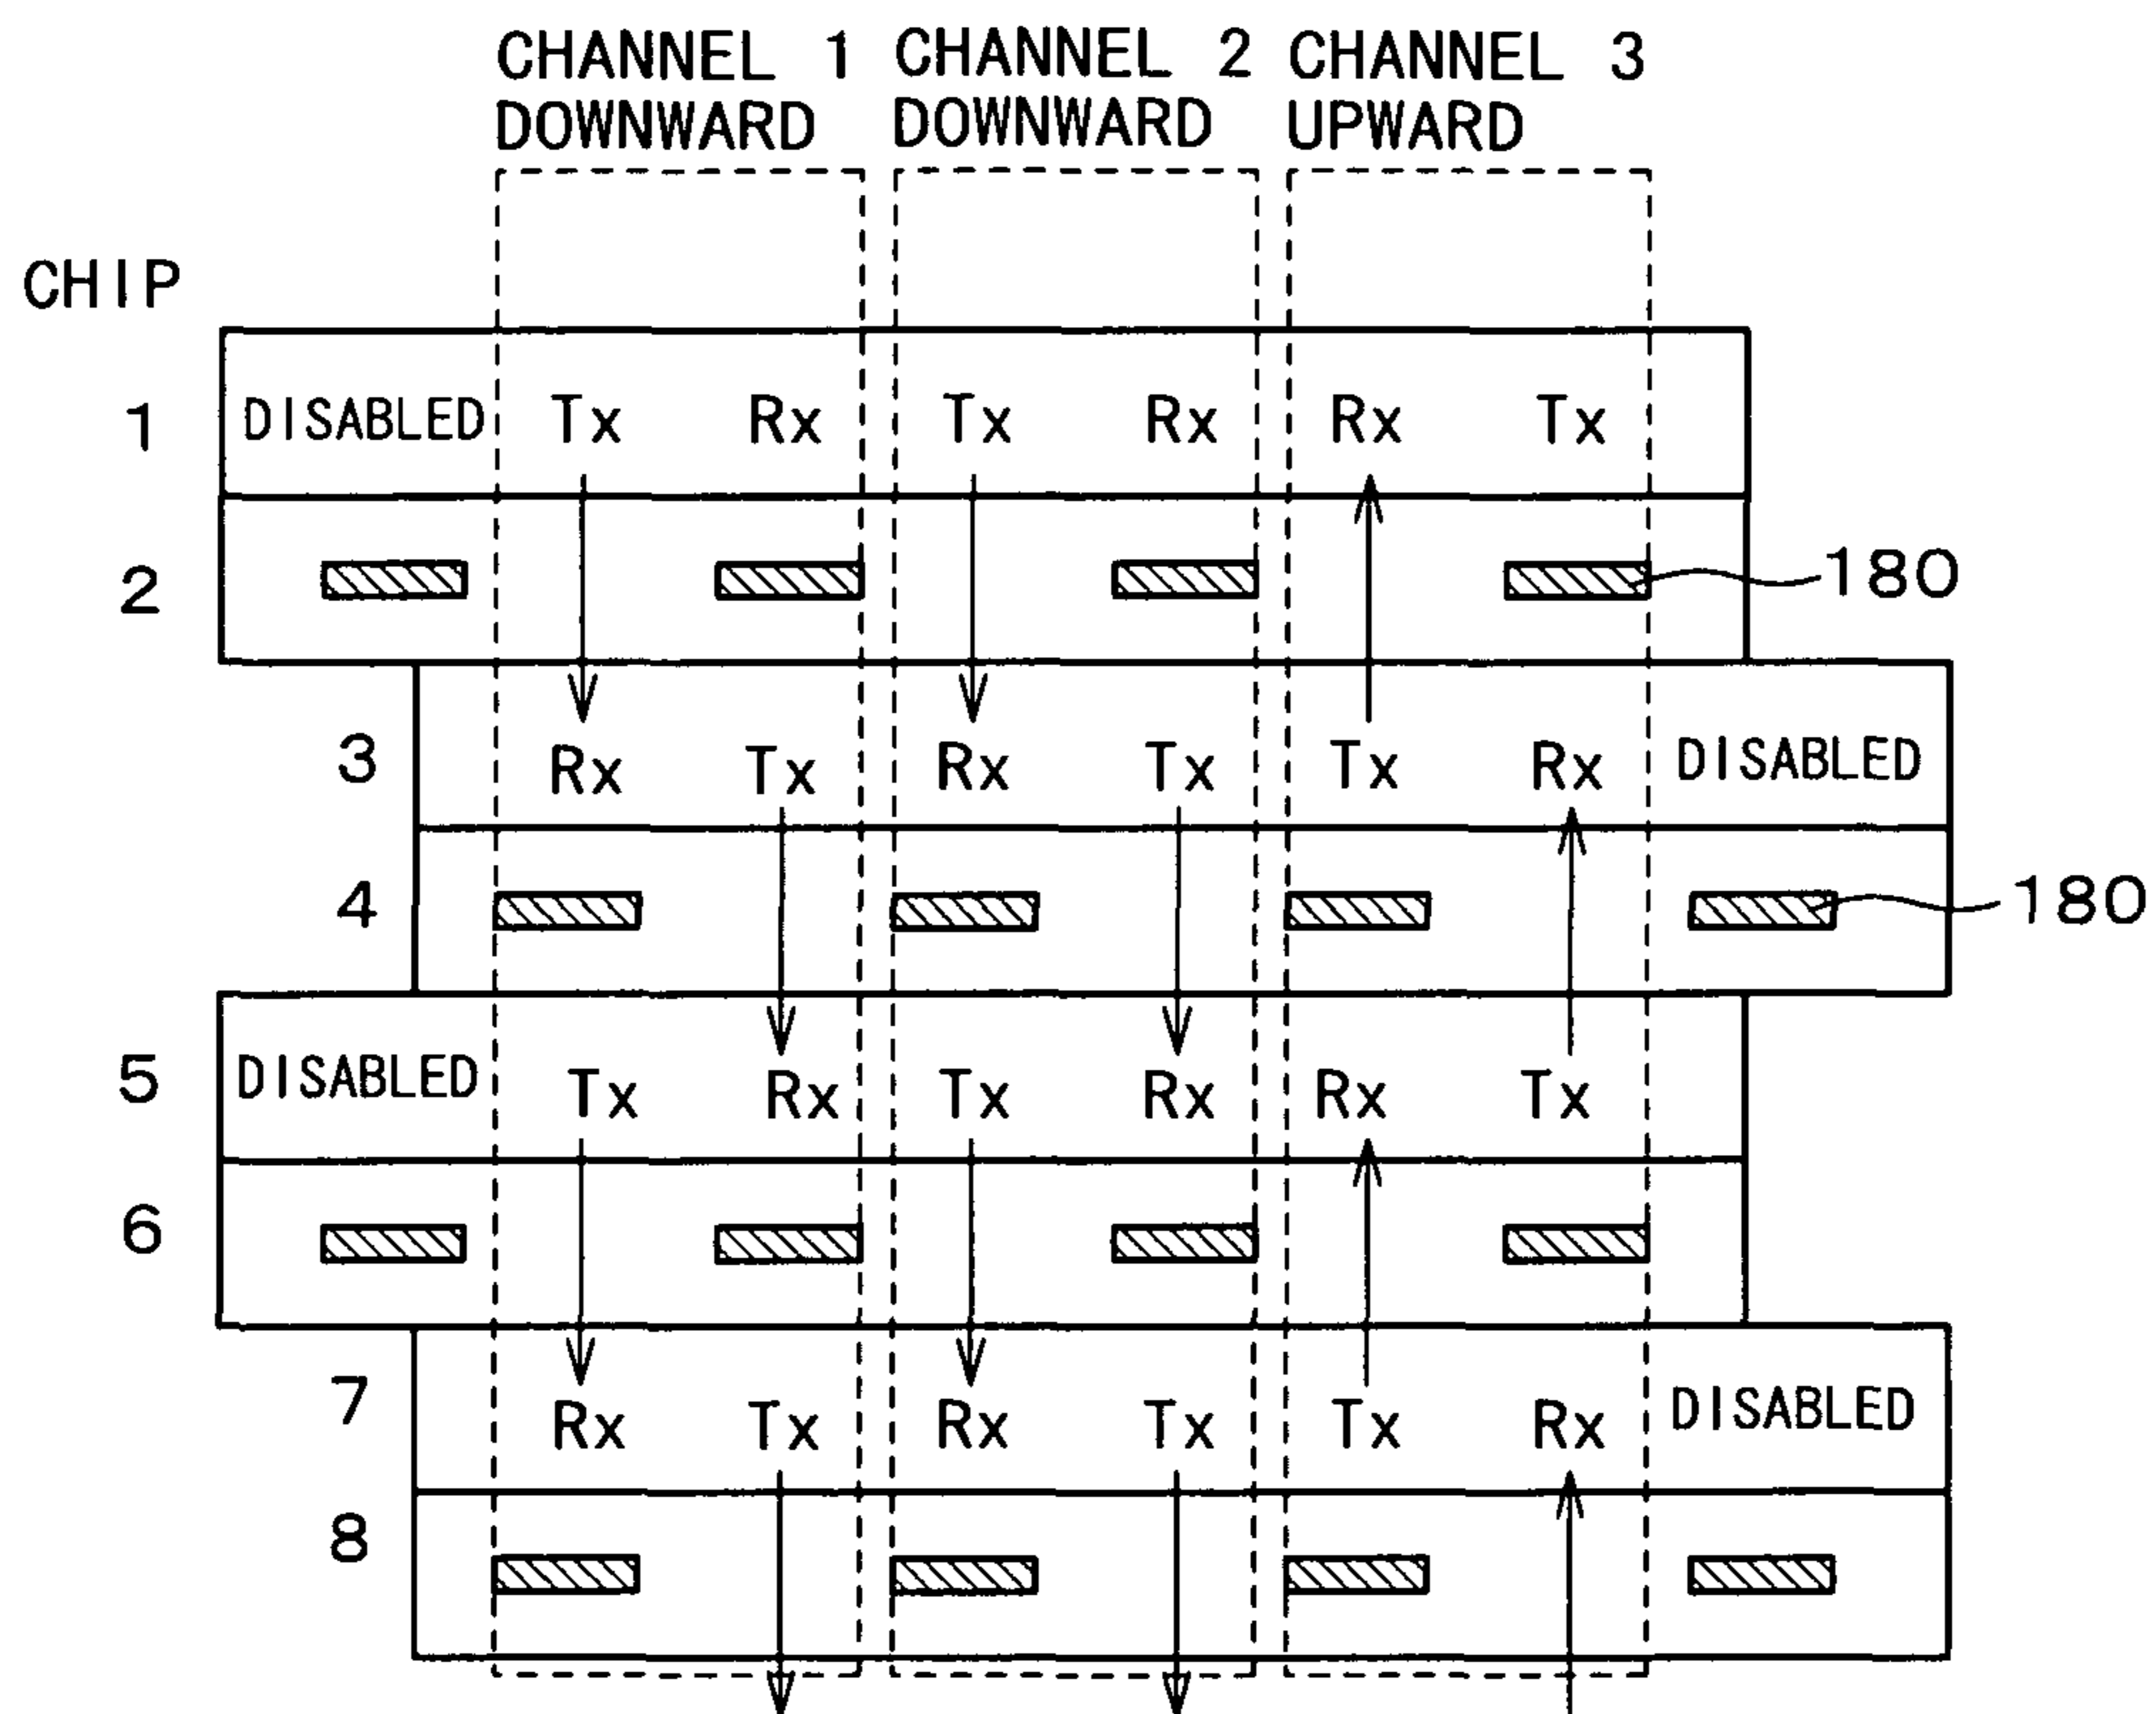 CHANNEL 1 CHANNEL 2 CHANNEL 3
DOWNWARD DOWNWARD UPWARD
CHIP
1 DISABLED Tx Rx Tx Rx Rx Tx
2 180
3 Rx Tx Rx Tx Tx Rx DISABLED
4 180
5 DISABLED Tx Rx Tx Rx Rx Tx
6
7 Rx Tx Rx Tx Tx Rx DISABLED
8